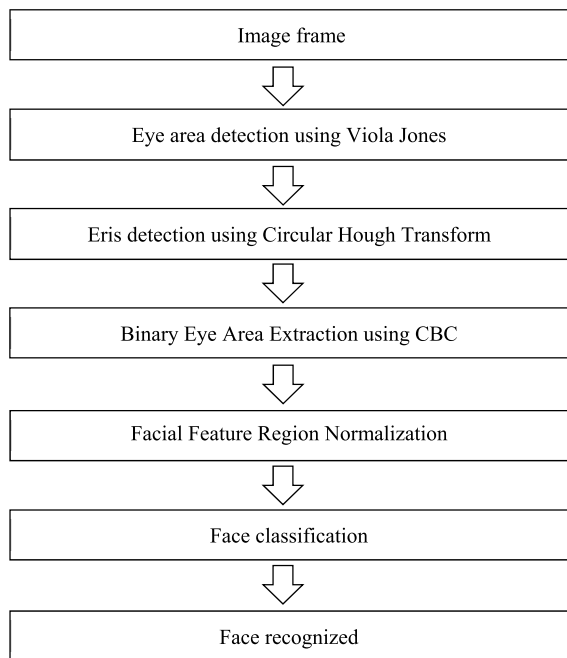 Image frame
Eye area detection using Viola Jones
Eris detection using Circular Hough Transform
Binary Eye Area Extraction using CBC
Facial Feature Region Normalization
Face classification
Face recognized